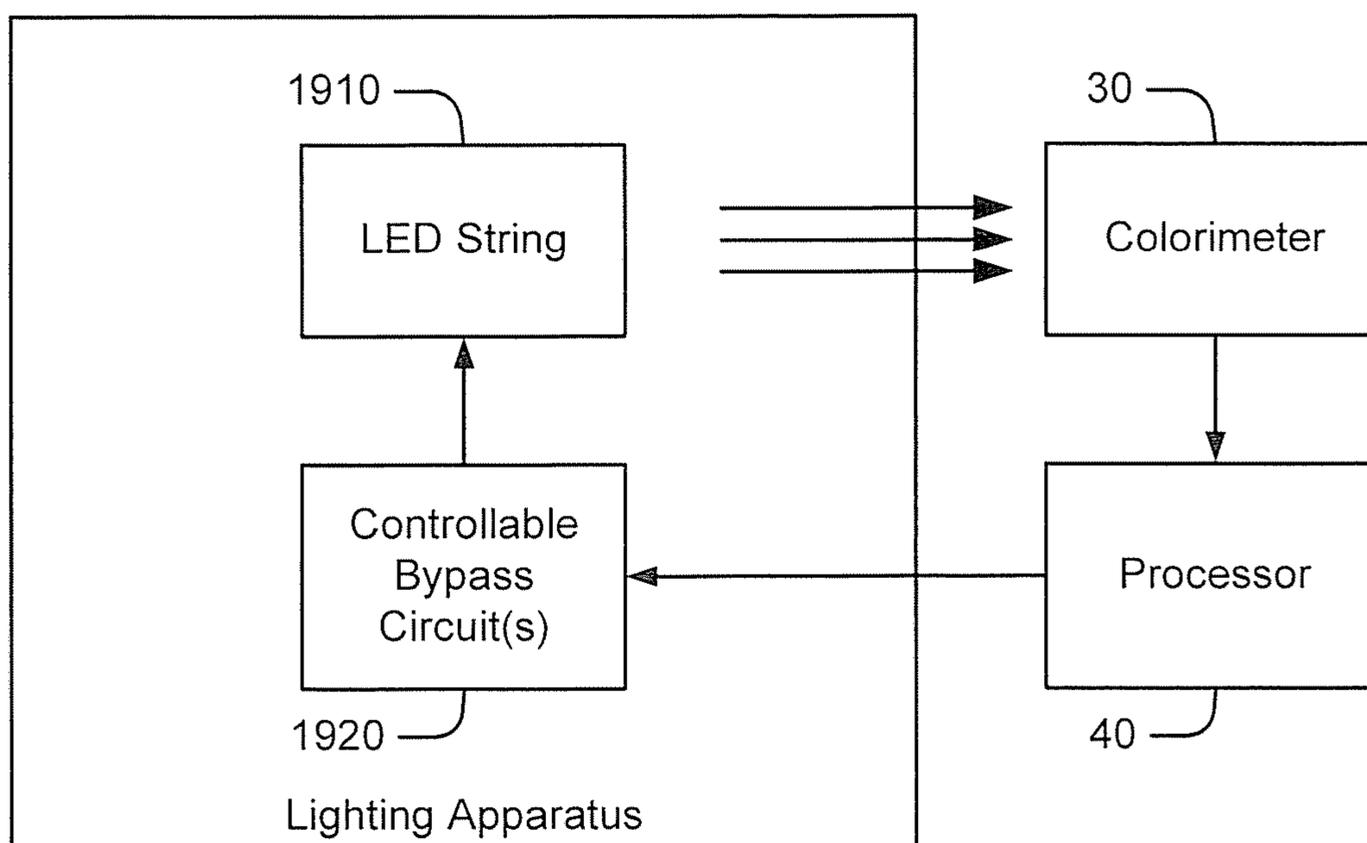 1910
30
LED String
Colorimeter
Controllable
Bypass
Circuit(s)
Processor
1920
40
Lighting Apparatus